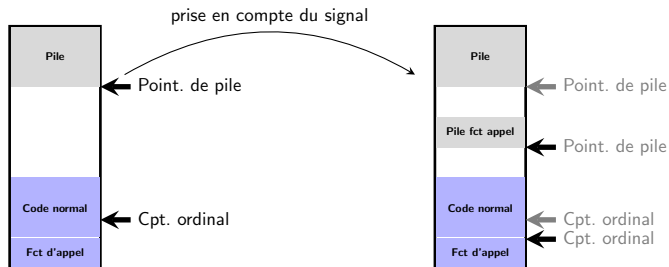 prise en compte du signal
Pile
Point. de pile
Code normal
Cpt. ordinal
Fct d'appel
Pile
Point. de pile
Pile fct appel
Point. de pile
Code normal
Cpt. ordinal
Cpt. ordinal
Fct d'appel